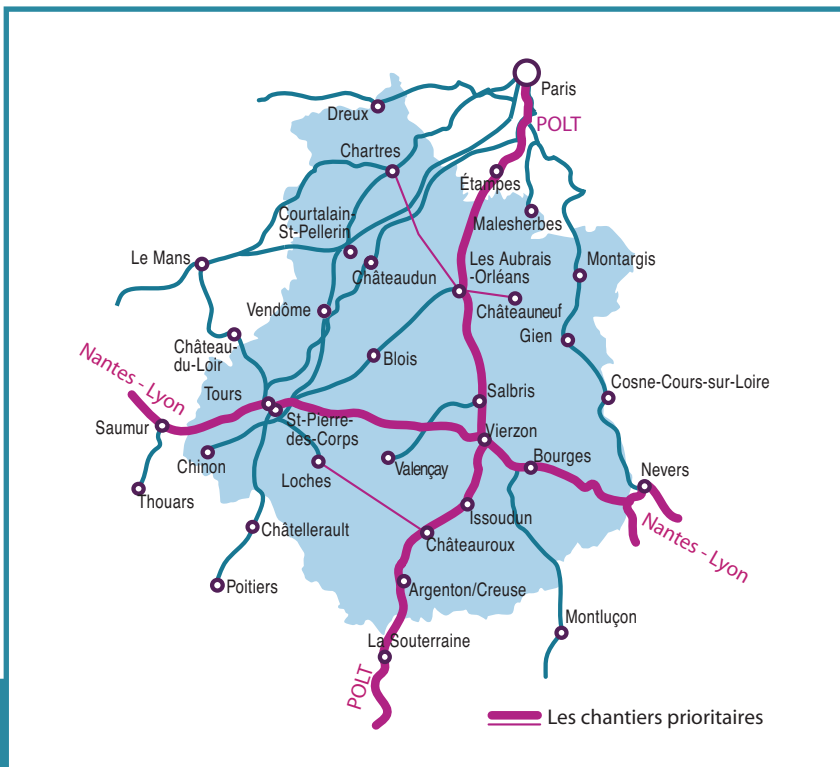 Paris
Dreux
POLT
Chartres
Étampes
Courtalain-
St-Pellerin
Malesherbes
Le Mans
Les Aubrais
-Orléans
Montargis
Châteaudun
Châteauneuf
Vendôme
Gien
Château-
du-Loir
Blois
Nantes - Lyon
Tours
Salbris
Cosne-Cours-sur-Loire
Saumur
St-Pierre-
des-Corps
Vierzon
Chinon
Loches
Valençay
Bourges
Nevers
Thouars
Issoudun
Nantes - Lyon
Châtellerault
Châteauroux
Poitiers
Argenton/Creuse
Montluçon
La Souterraine
POLT
Les chantiers prioritaires